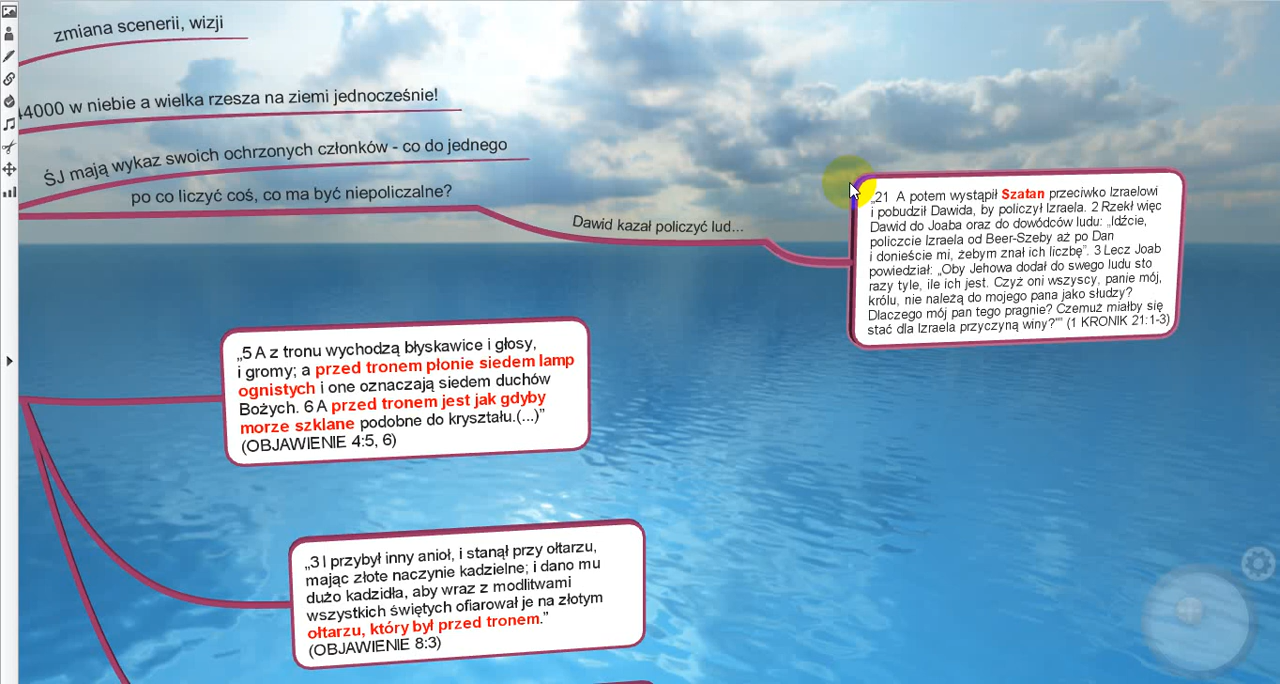 zmiana scenerii, wizji
44000 w niebie a wielka rzesza na ziemi jednocześnie!
ŚJ mają wykaz swoich ochrzonych członków - co do jednego
po co liczyć coś, co ma być niepoliczalne?
Dawid kazał policzyć lud...
„21 A potem wystąpił Szatan przeciwko Izraelowi
i pobudził Dawida, by policzył Izraela. 2 Rzekł więc
Dawid do Joaba oraz do dowódców ludu: „Idźcie,
policzcie Izraela od Beer-Szeby aż po Dan
i donieście mi, żebym znał ich liczbę”. 3 Lecz Joab
powiedział: „Oby Jehowa dodał do swego ludu sto
razy tyle, ile ich jest. Czyż oni wszyscy, panie mój,
królu, nie należą do mojego pana jako słudzy?
Dlaczego mój pan tego pragnie? Czemuż miałby się
stać dla Izraela przyczyną winy?”” (1 KRONIK 21:1-3)
„5 A z tronu wychodzą błyskawice i głosy,
i gromy; a przed tronem płonie siedem lamp
ognistych i one oznaczają siedem duchów
Bożych. 6 A przed tronem jest jak gdyby
morze szklane podobne do kryształu.(...)”
(OBJAWIENIE 4:5, 6)
„3 I przybył inny anioł, i stanął przy ołtarzu,
mając złote naczynie kadzielne; i dano mu
dużo kadzidła, aby wraz z modlitwami
wszystkich świętych ofiarował je na złotym
ołtarzu, który był przed tronem.”
(OBJAWIENIE 8:3)